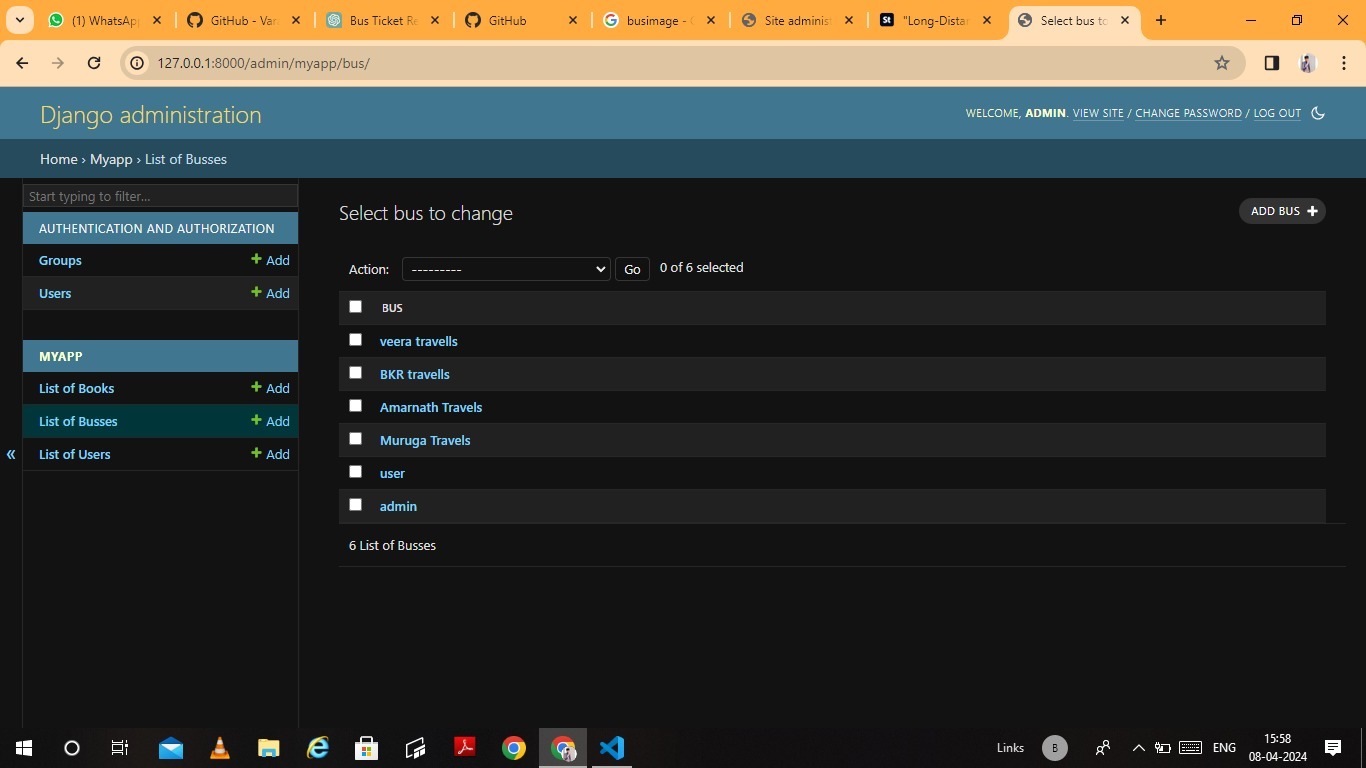 (1) WhatsApp
GitHub - Vara
Bus Ticket Re
GitHub
busimage - G
Site administ
"Long-Distan
Select bus to
127.0.0.1:8000/admin/myapp/bus/
Django administration
WELCOME, ADMIN. VIEW SITE / CHANGE PASSWORD / LOG OUT
Home › Myapp › List of Busses
Start typing to filter...
AUTHENTICATION AND AUTHORIZATION
Groups + Add
Users + Add
MYAPP
List of Books + Add
List of Busses + Add
List of Users + Add
«
Select bus to change
ADD BUS +
Action: --------- Go 0 of 6 selected
BUS
veera travells
BKR travells
Amarnath Travels
Muruga Travels
user
admin
6 List of Busses
Links
B
ENG
15:58
08-04-2024